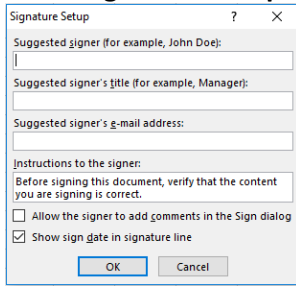 Signature Setup ? ×
Suggested signer (for example, John Doe):
Suggested signer's title (for example, Manager):
Suggested signer's e-mail address:
Instructions to the signer:
Before signing this document, verify that the content
you are signing is correct.
Allow the signer to add comments in the Sign dialog
Show sign date in signature line
OK Cancel